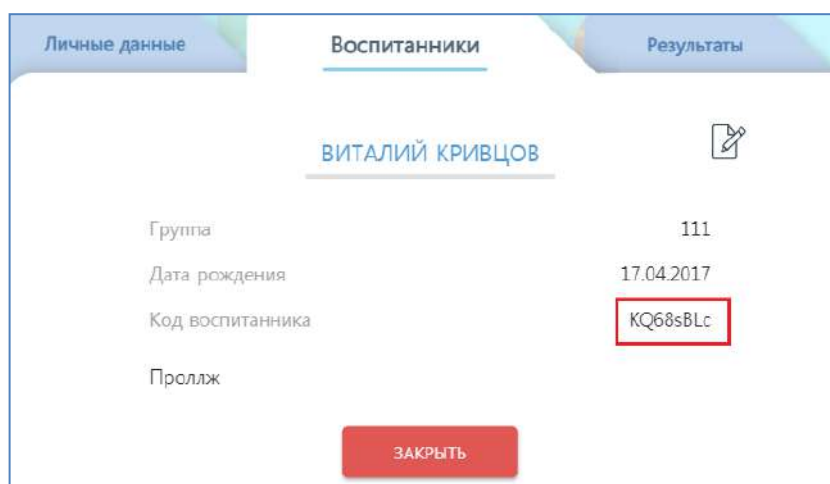 Личные данные Воспитанники Результаты
ВИТАЛИЙ КРИВЦОВ
Группа 111
Дата рождения 17.04.2017
Код воспитанника KQ68sBLc
Проллж
ЗАКРЫТЬ